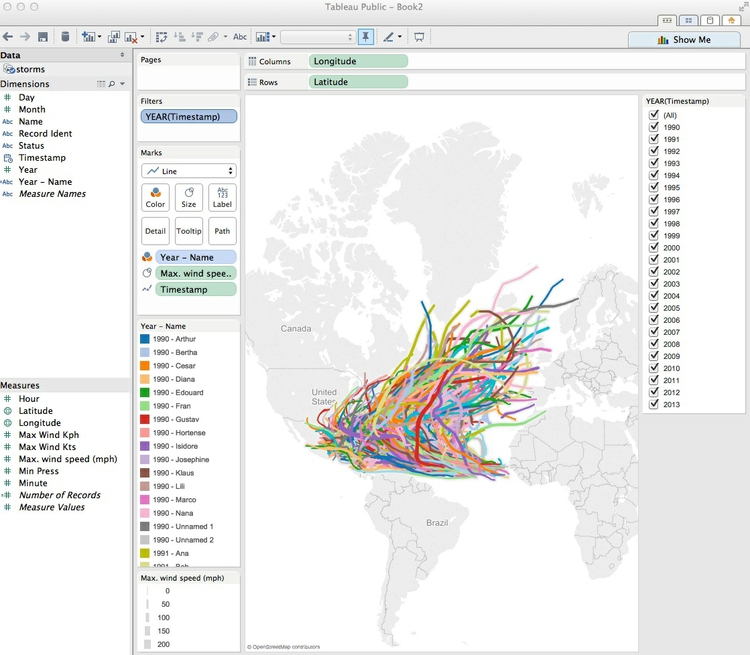 Tableau Public - Book2
Abc
Show Me
Data
storms
Dimensions
Day
Month
Abc Name
Abc Record Ident
Abc Status
Timestamp
Year
Abc Year - Name
Abc Measure Names
Measures
Hour
Latitude
Longitude
Max Wind Kph
Max Wind Kts
Max. wind speed (mph)
Min Press
Minute
Number of Records
Measure Values
Pages
Filters
YEAR(Timestamp)
Marks
Line
Color
Size
Abc
123
Label
Detail
Tooltip
Path
Year - Name
Max. wind spee..
Timestamp
Year - Name
1990 - Arthur
1990 - Bertha
1990 - Cesar
1990 - Diana
1990 - Edouard
1990 - Fran
1990 - Gustav
1990 - Hortense
1990 - Isidore
1990 - Josephine
1990 - Klaus
1990 - Lili
1990 - Marco
1990 - Nana
1990 - Unnamed 1
1990 - Unnamed 2
1991 - Ana
1991 - Bob
Max. wind speed (mph)
0
50
100
150
200
Columns
Longitude
Rows
Latitude
Canada
United
States
Brazil
© OpenStreetMap contributors
YEAR(Timestamp)
(All)
1990
1991
1992
1993
1994
1995
1996
1997
1998
1999
2000
2001
2002
2003
2004
2005
2006
2007
2008
2009
2010
2011
2012
2013